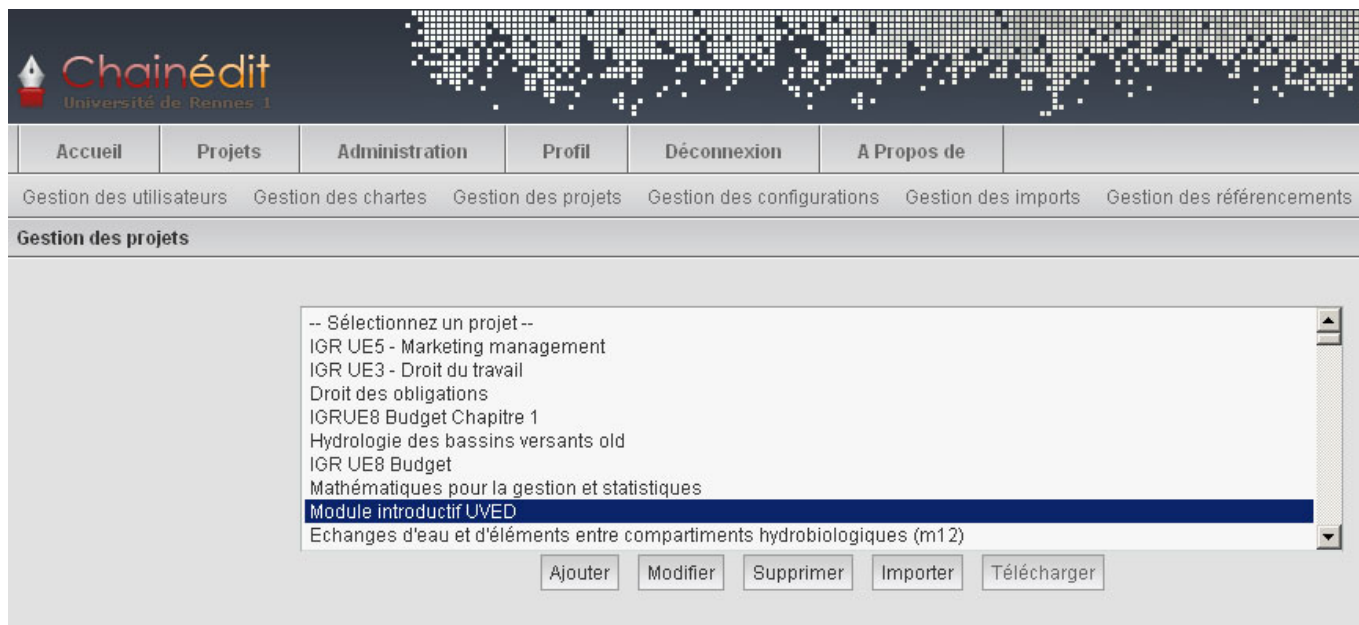 Chainédit
Université de Rennes 1
Accueil Projets Administration Profil Déconnexion A Propos de
Gestion des utilisateurs Gestion des chartes Gestion des projets Gestion des configurations Gestion des imports Gestion des référencements
Gestion des projets
-- Sélectionnez un projet --
IGR UE5 - Marketing management
IGR UE3 - Droit du travail
Droit des obligations
IGRUE8 Budget Chapitre 1
Hydrologie des bassins versants old
IGR UE8 Budget
Mathématiques pour la gestion et statistiques
Module introductif UVED
Echanges d'eau et d'éléments entre compartiments hydrobiologiques (m12)
Ajouter Modifier Supprimer Importer Télécharger